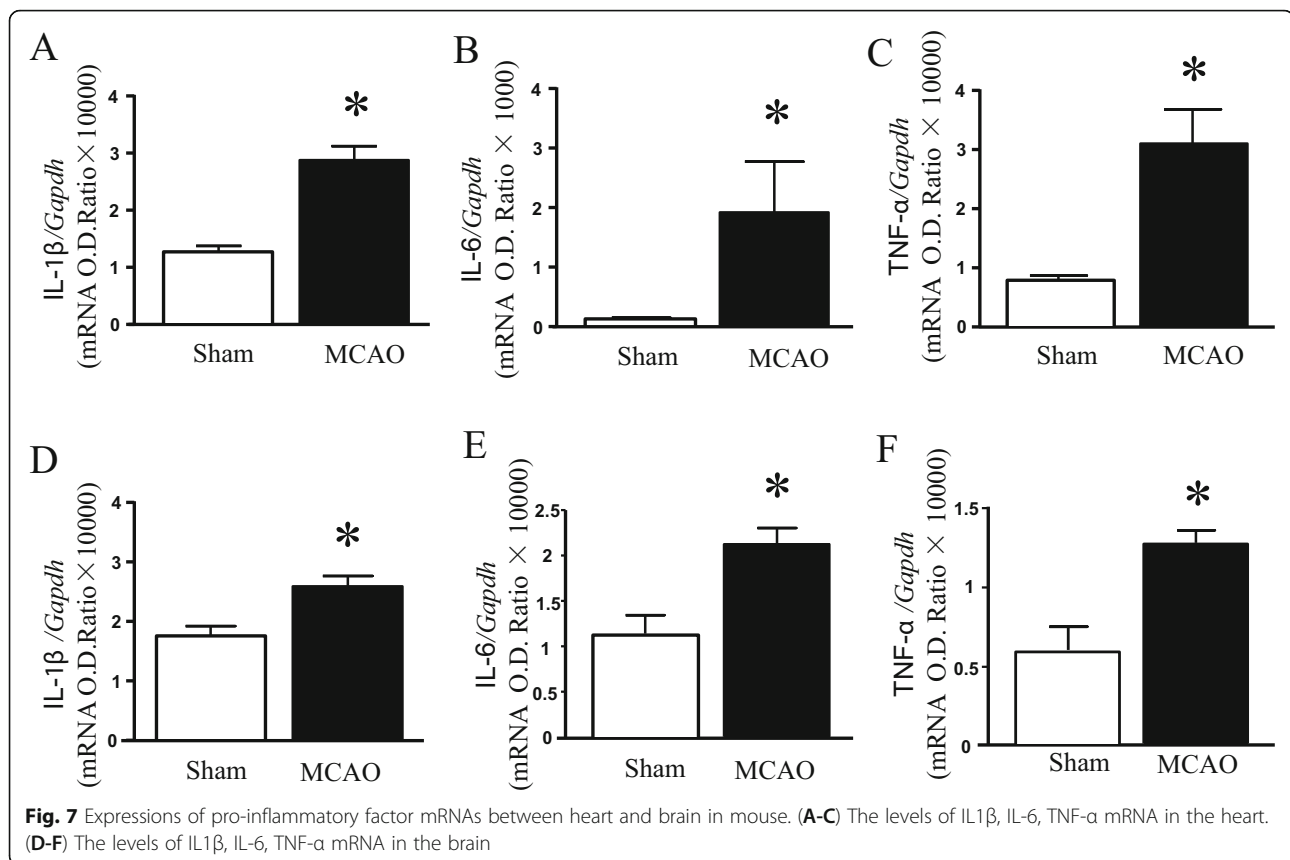 A
IL-1β/Gapdh
(mRNA O.D.Ratio × 10000)
4
3
2
1
0
*
Sham MCAO
B
IL-6/Gapdh
(mRNA O.D. Ratio × 1000)
4
3
2
1
0
*
Sham MCAO
C
TNF-α/Gapdh
(mRNA O.D. Ratio × 10000)
4
3
2
1
0
*
Sham MCAO
D
IL-1β /Gapdh
(mRNA O.D.Ratio × 10000)
4
3
2
1
0
*
Sham MCAO
E
IL-6/Gapdh
(mRNA O.D. Ratio × 10000)
2.5
2
1.5
1
0.5
0
*
Sham MCAO
F
TNF-α /Gapdh
(mRNA O.D. Ratio × 10000)
1.5
1
0.5
0
*
Sham MCAO
Fig. 7 Expressions of pro-inflammatory factor mRNAs between heart and brain in mouse. (A-C) The levels of IL1β, IL-6, TNF-α mRNA in the heart.
(D-F) The levels of IL1β, IL-6, TNF-α mRNA in the brain